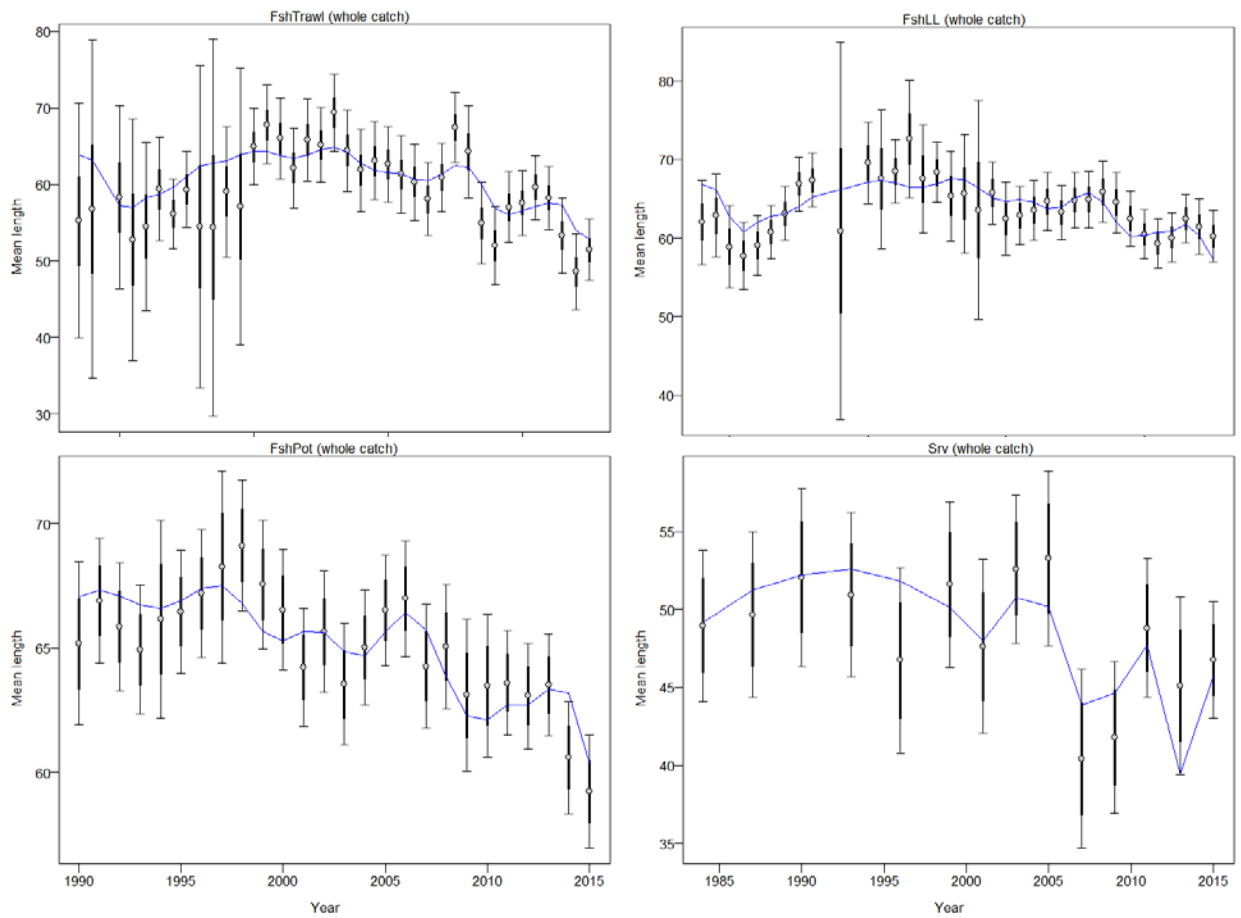 FshTrawl (whole catch)
80
70
60
50
40
30
Mean length
FshLL (whole catch)
80
70
60
50
40
Mean length
FshPot (whole catch)
70
65
60
Mean length
1990 1995 2000 2005 2010 2015
Year
Srv (whole catch)
55
50
45
40
35
Mean length
1985 1990 1995 2000 2005 2010 2015
Year